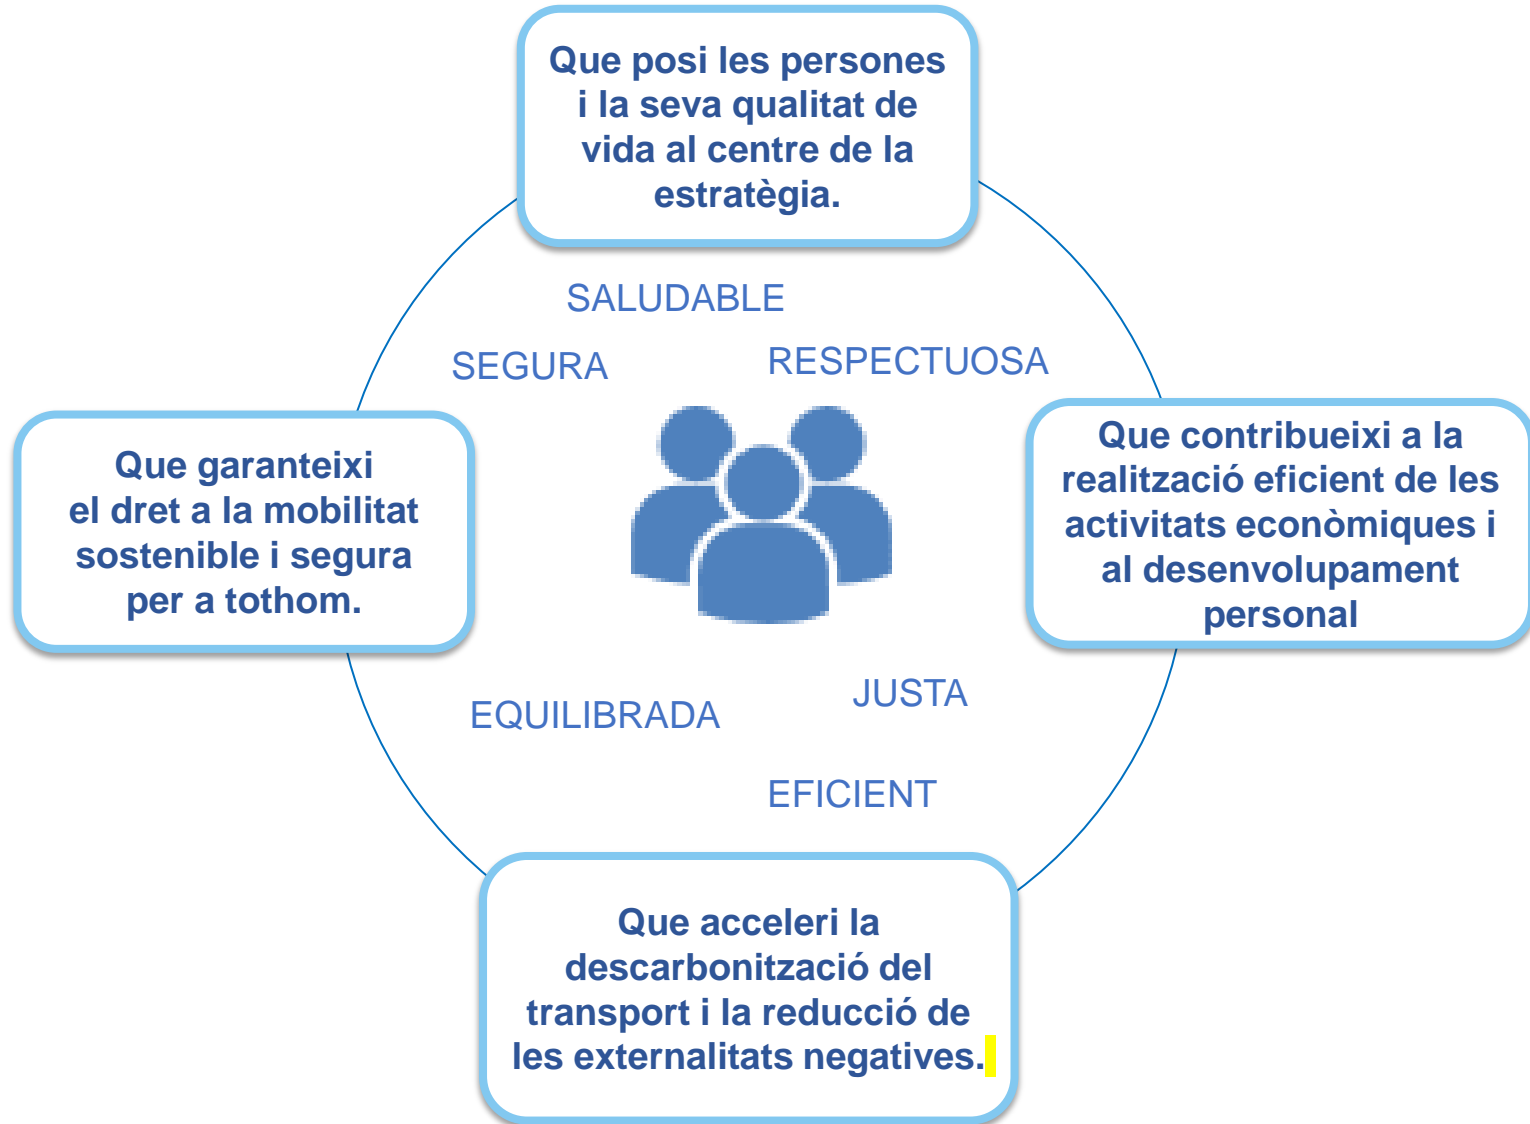 Que posi les persones
i la seva qualitat de
vida al centre de la
estratègia.
SALUDABLE
SEGURA
RESPECTUOSA
Que garanteixi
el dret a la mobilitat
sostenible i segura
per a tothom.
Que contribueixi a la
realització eficient de les
activitats econòmiques i
al desenvolupament
personal
EQUILIBRADA
JUSTA
EFICIENT
Que acceleri la
descarbonització del
transport i la reducció de
les externalitats negatives.